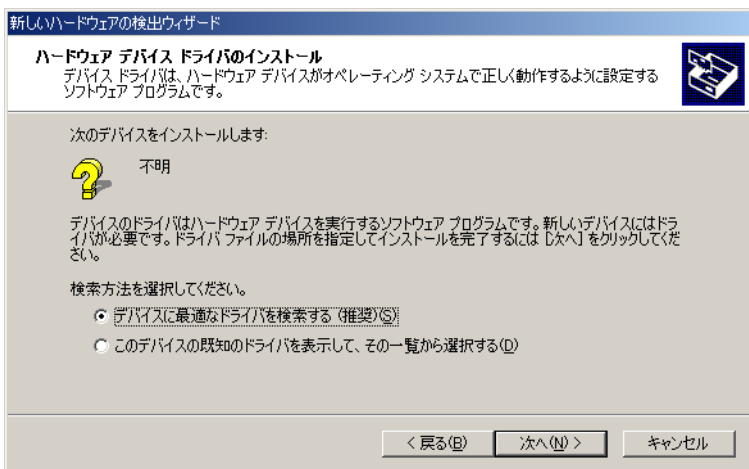 新しいハードウェアの検出ウィザード
ハードウェア デバイス ドライバのインストール
デバイス ドライバは、ハードウェア デバイスがオペレーティング システムで正しく動作するように設定する
ソフトウェア プログラムです。
次のデバイスをインストールします:
不明
デバイスのドライバはハードウェア デバイスを実行するソフトウェア プログラムです。新しいデバイスにはドラ
イバが必要です。ドライバ ファイルの場所を指定してインストールを完了するには [次へ] をクリックしてくだ
さい。
検索方法を選択してください。
デバイスに最適なドライバを検索する (推奨)(S)
このデバイスの既知のドライバを表示して、その一覧から選択する(D)
< 戻る(B) 次へ(N) > キャンセル